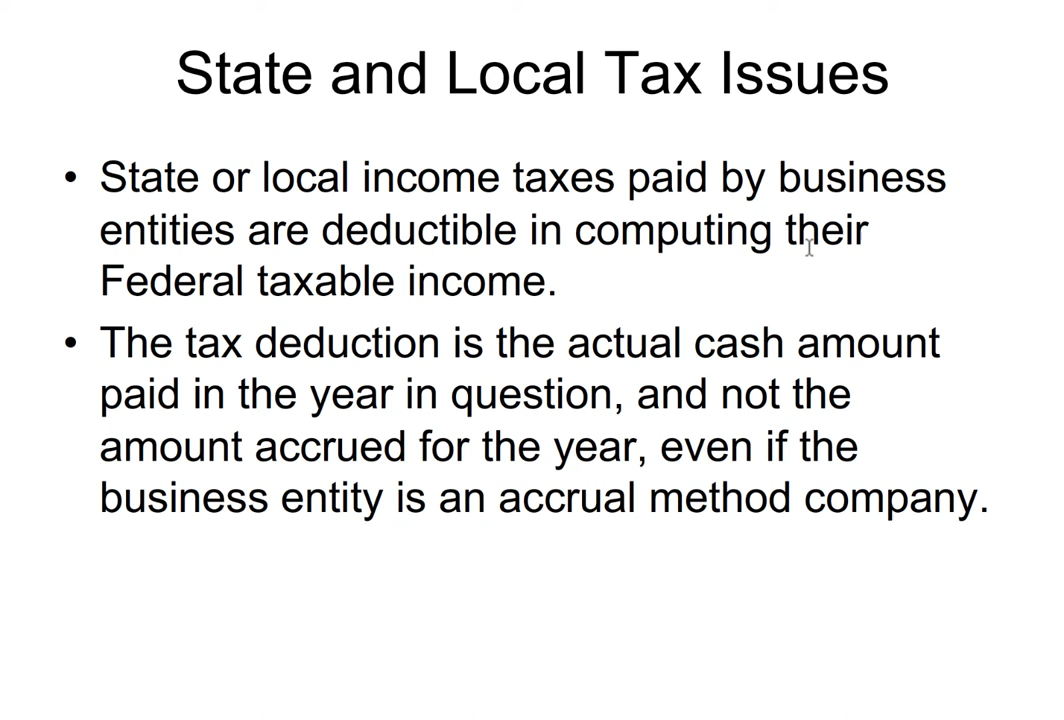 State and Local Tax Issues
• State or local income taxes paid by business
entities are deductible in computing their
Federal taxable income.
• The tax deduction is the actual cash amount
paid in the year in question, and not the
amount accrued for the year, even if the
business entity is an accrual method company.